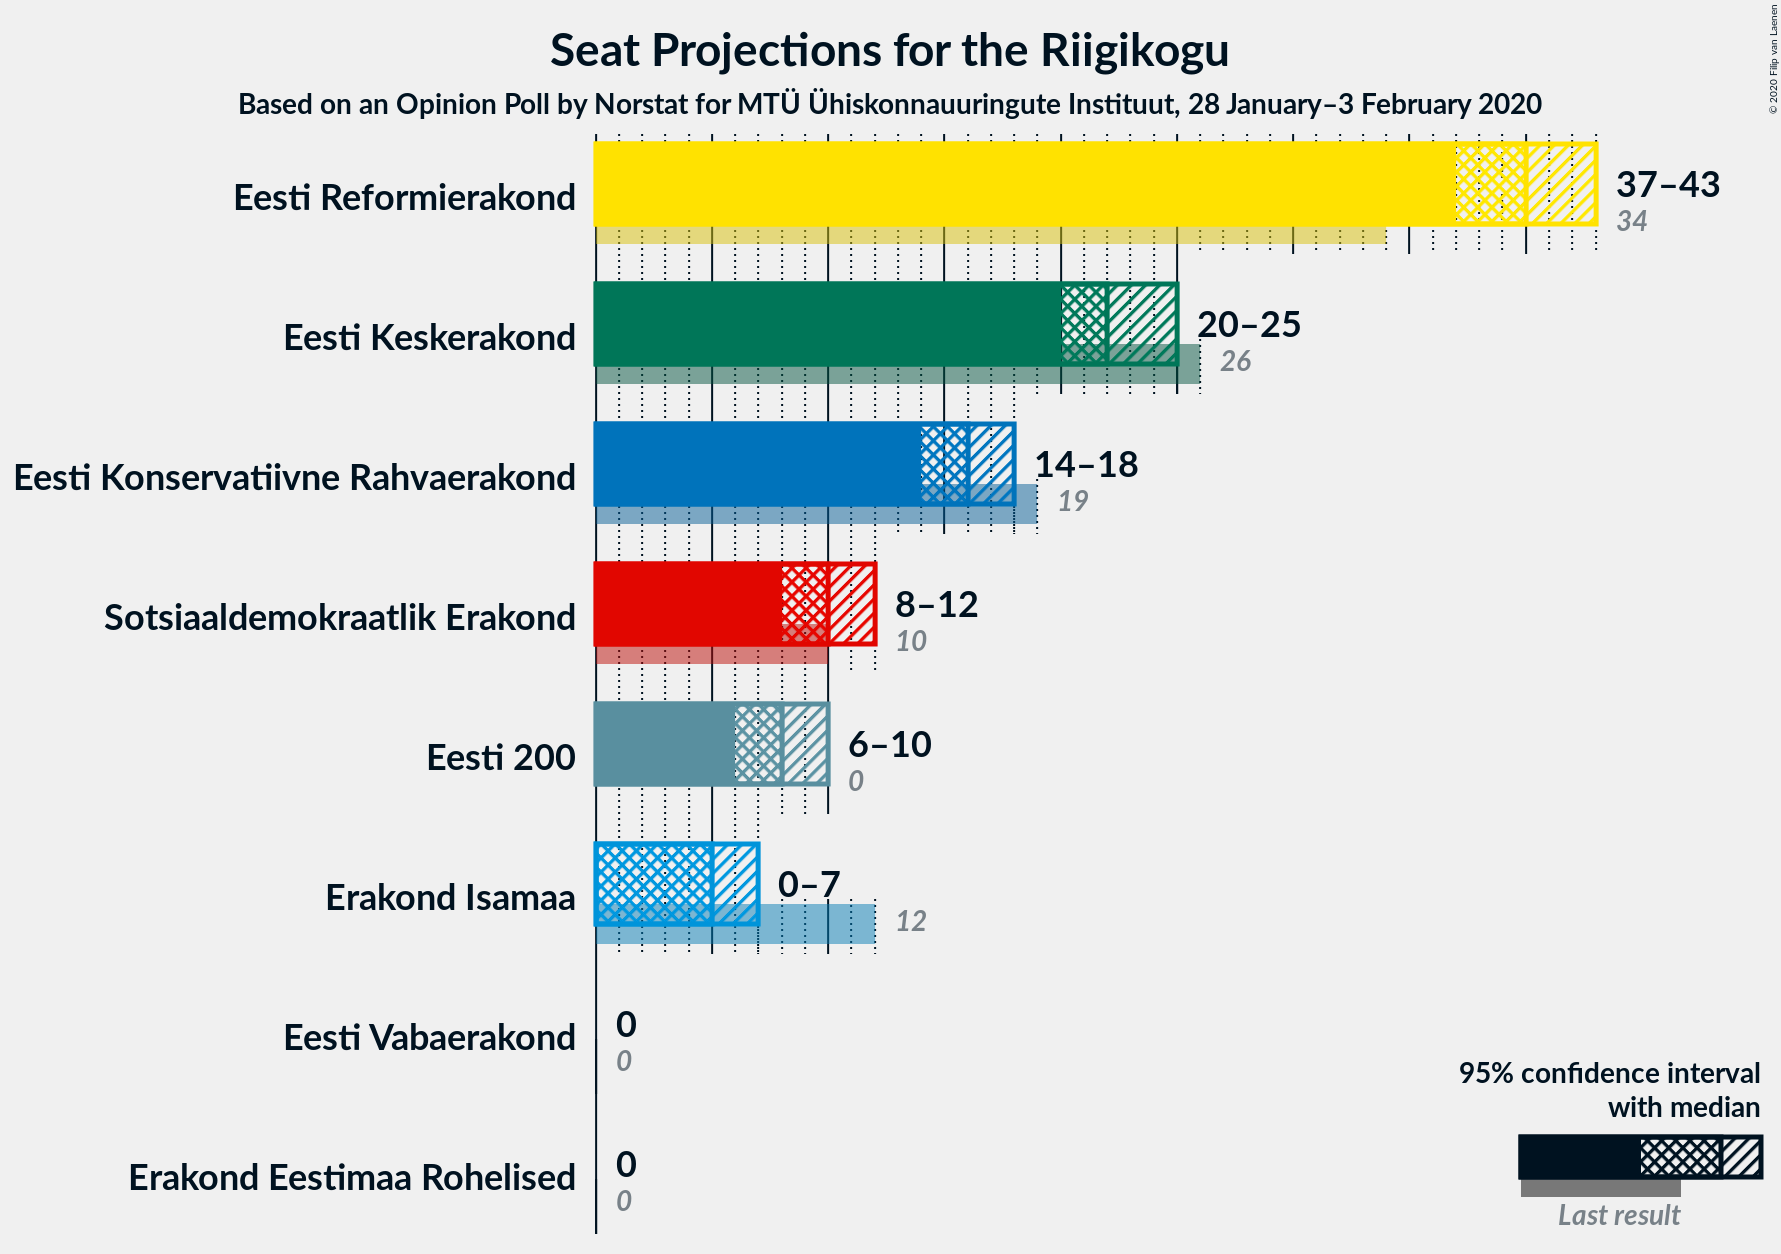 Seat Projections for the Riigikogu
Based on an Opinion Poll by Norstat for MTÜ Ühiskonnauuringute Instituut, 28 January–3 February 2020
© 2020 Filip van Laenen
Eesti Reformierakond
37–43
34
Eesti Keskerakond
20–25
26
Eesti Konservatiivne Rahvaerakond
14–18
19
Sotsiaaldemokraatlik Erakond
8–12
10
Eesti 200
6–10
0
Erakond Isamaa
0–7
12
Eesti Vabaerakond
0
0
Erakond Eestimaa Rohelised
0
0
95% confidence interval
with median
Last result